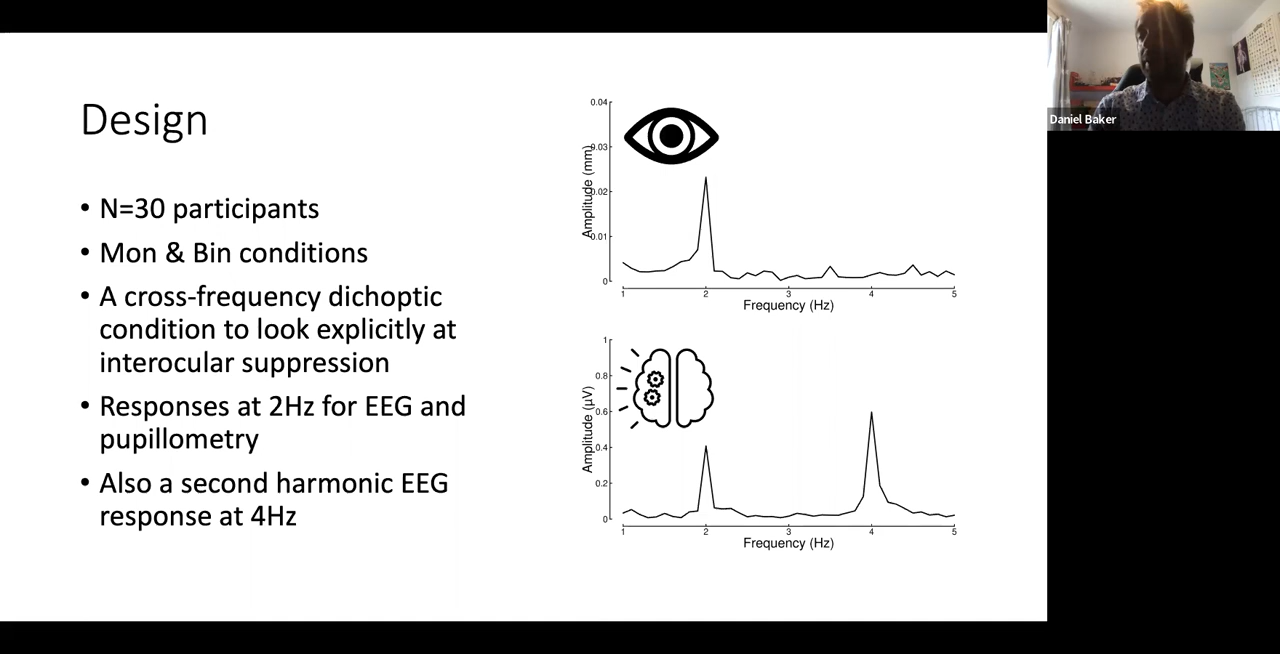 Design
• N=30 participants
• Mon & Bin conditions
• A cross-frequency dichoptic
condition to look explicitly at
interocular suppression
• Responses at 2Hz for EEG and
pupillometry
• Also a second harmonic EEG
response at 4Hz
0.04
0.03
0.02
0.01
0
Amplitude (mm)
1 2 3 4 5
Frequency (Hz)
1
0.8
0.6
0.4
0.2
0
Amplitude (µV)
1 2 3 4 5
Frequency (Hz)
Daniel Baker